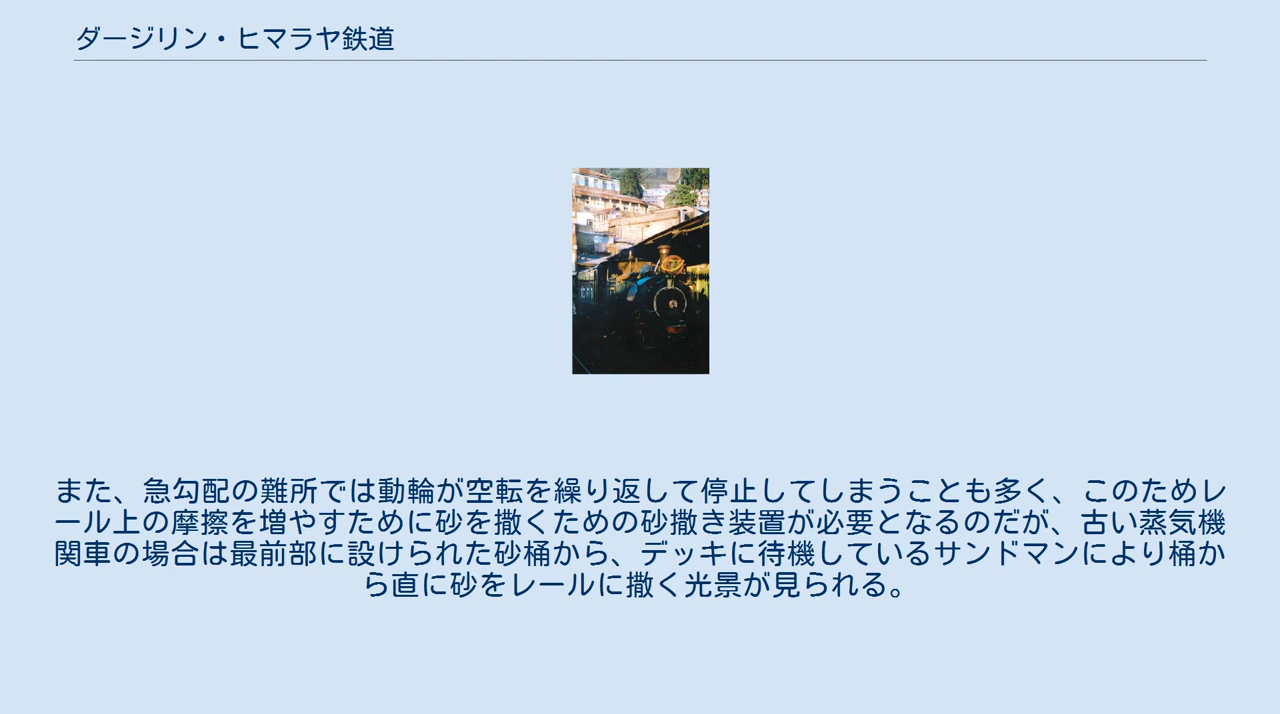 ダージリン・ヒマラヤ鉄道
また、急勾配の難所では動輪が空転を繰り返して停止してしまうことも多く、このためレ
ール上の摩擦を増やすために砂を撒くための砂撒き装置が必要となるのだが、古い蒸気機
関車の場合は最前部に設けられた砂桶から、デッキに待機しているサンドマンにより桶か
ら直に砂をレールに撒く光景が見られる。